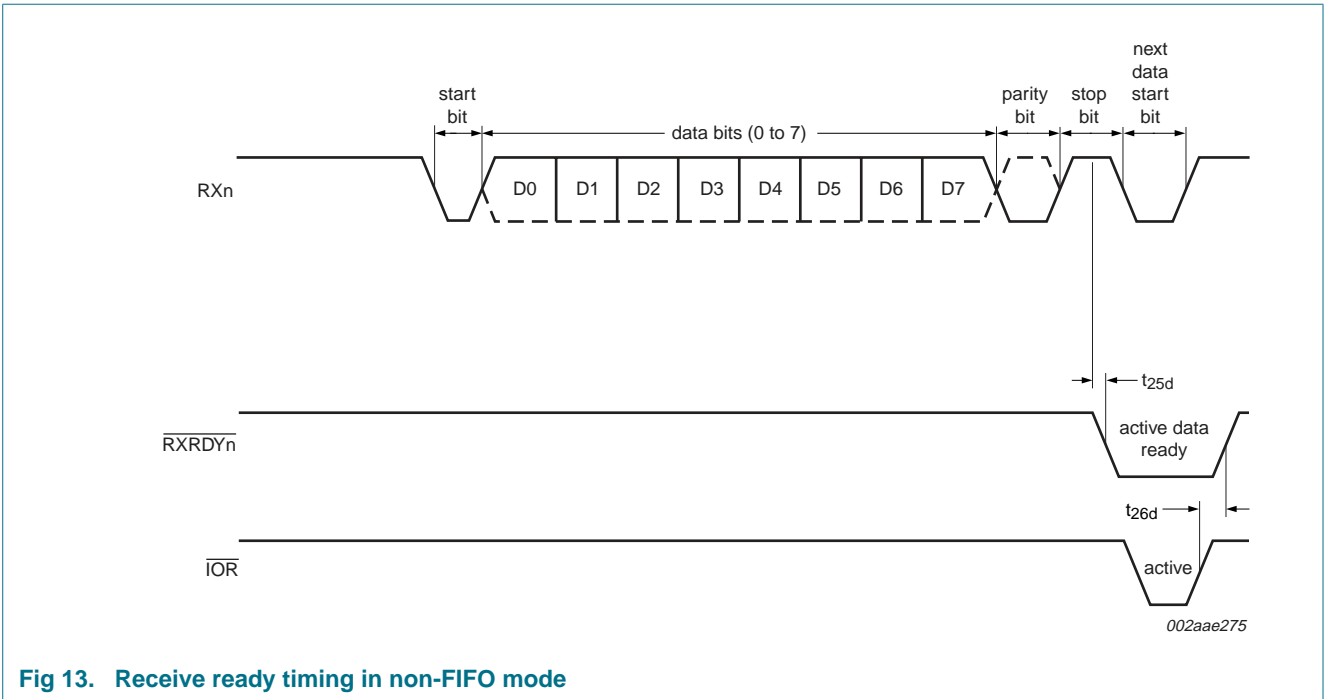 next
data
start
bit
start
bit
parity
bit
stop
bit
data bits (0 to 7)
RXn
D0 D1 D2 D3 D4 D5 D6 D7
t25d
RXRDYn
active data
ready
t26d
IOR
active
002aae275
Fig 13. Receive ready timing in non-FIFO mode